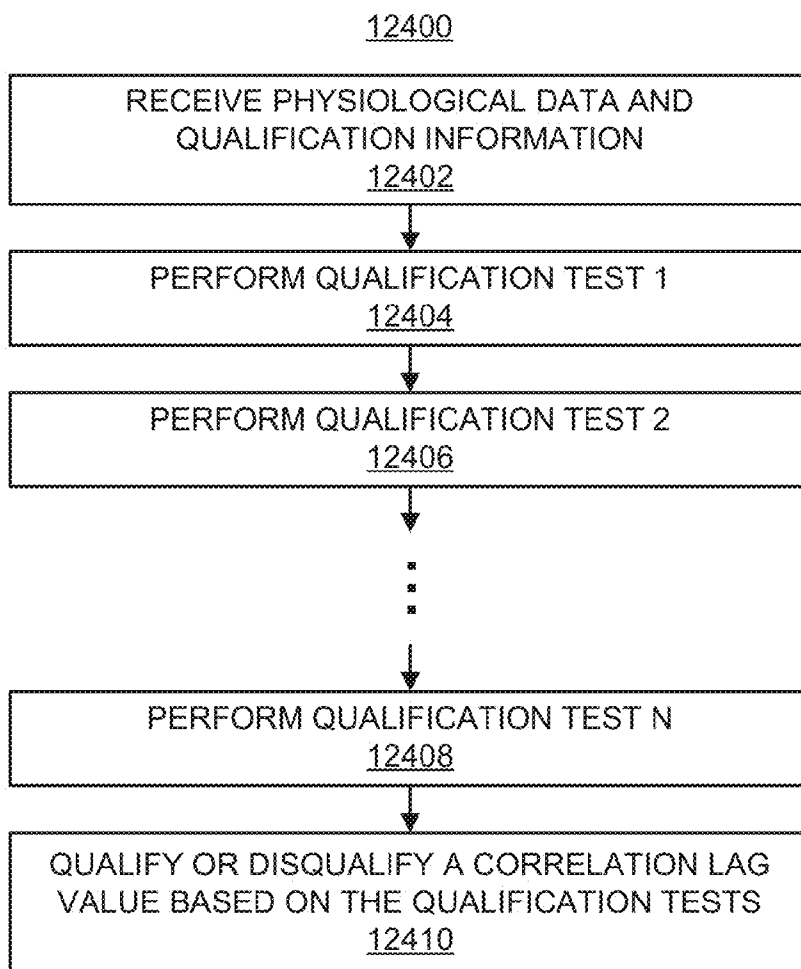 12400
RECEIVE PHYSIOLOGICAL DATA AND
QUALIFICATION INFORMATION
12402
PERFORM QUALIFICATION TEST 1
12404
PERFORM QUALIFICATION TEST 2
12406
PERFORM QUALIFICATION TEST N
12408
QUALIFY OR DISQUALIFY A CORRELATION LAG
VALUE BASED ON THE QUALIFICATION TESTS
12410